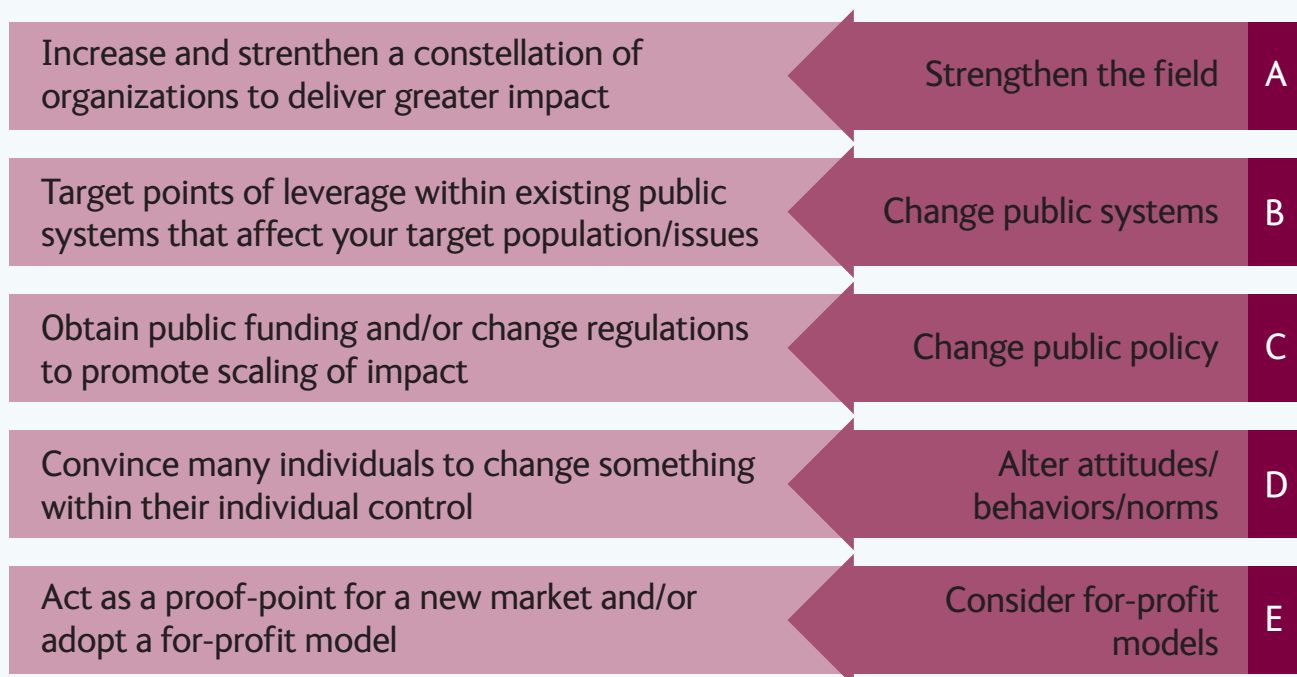 Increase and strenthen a constellation of
organizations to deliver greater impact
Strengthen the field
A
Target points of leverage within existing public
systems that affect your target population/issues
Change public systems
B
Obtain public funding and/or change regulations
to promote scaling of impact
Change public policy
C
Convince many individuals to change something
within their individual control
Alter attitudes/
behaviors/norms
D
Act as a proof-point for a new market and/or
adopt a for-profit model
Consider for-profit
models
E